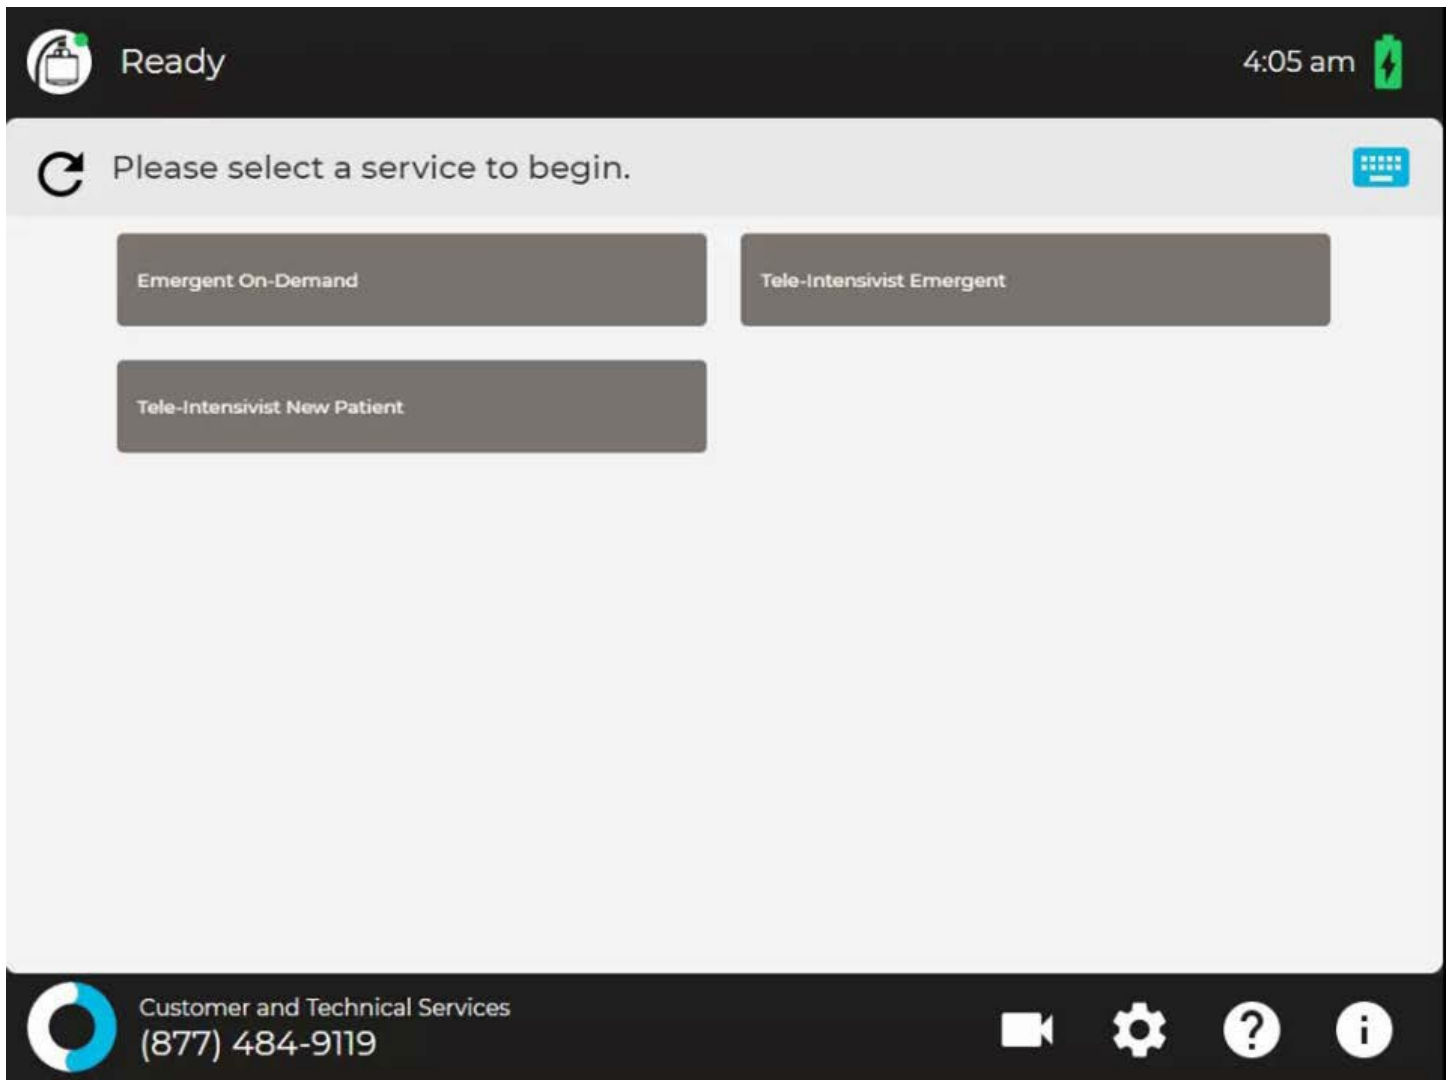 Ready
4:05 am
Please select a service to begin.
Emergent On-Demand
Tele-Intensivist Emergent
Tele-Intensivist New Patient
Customer and Technical Services
(877) 484-9119